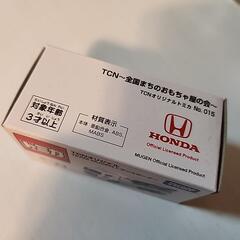 TCN～全国まちのおもちゃ屋の会～
TCNオリジナルトミカ No.015
対象年齢
3才以上
材質表示
本体:亜鉛合金、ABS、
MABS
HONDA
Official Licensed Product
MUGEN Official Licensed Product